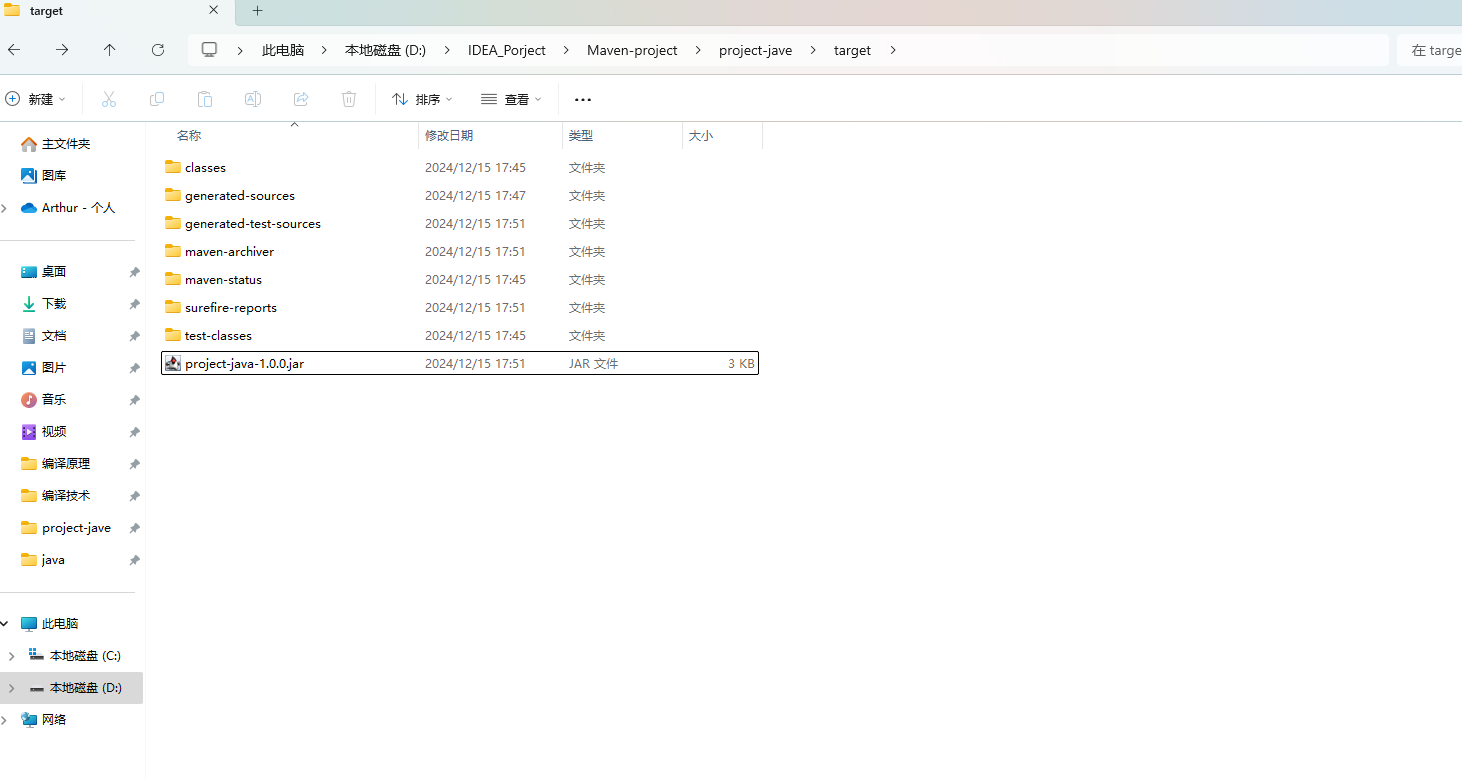 target
此电脑 本地磁盘 (D:) IDEA_Porject Maven-project project-jave target 在 targe
新建 排序 查看
名称 修改日期 类型 大小
主文件夹
图库
Arthur - 个人
桌面
下载
文档
图片
音乐
视频
编译原理
编译技术
project-jave
java
此电脑
本地磁盘 (C:)
本地磁盘 (D:)
网络
classes 2024/12/15 17:45 文件夹
generated-sources 2024/12/15 17:47 文件夹
generated-test-sources 2024/12/15 17:51 文件夹
maven-archiver 2024/12/15 17:51 文件夹
maven-status 2024/12/15 17:45 文件夹
surefire-reports 2024/12/15 17:51 文件夹
test-classes 2024/12/15 17:45 文件夹
project-java-1.0.0.jar 2024/12/15 17:51 JAR 文件 3 KB